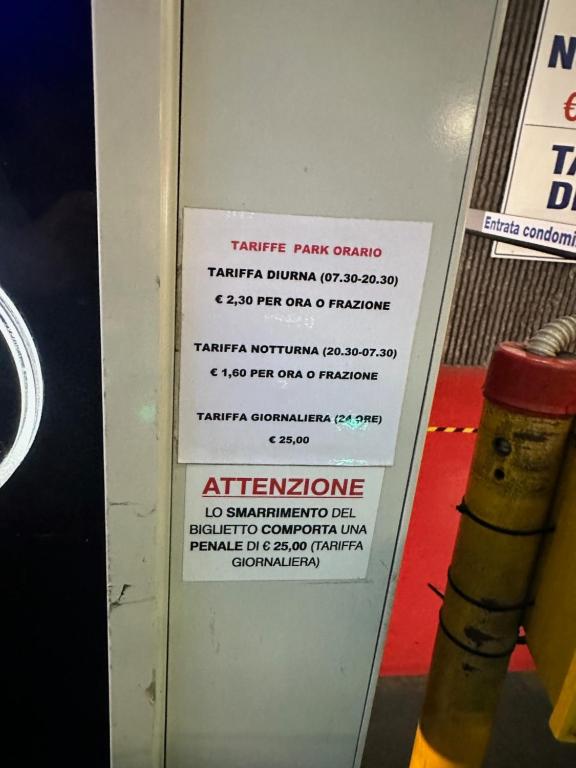 TARIFFE PARK ORARIO
TARIFFA DIURNA (07.30-20.30)
€ 2,30 PER ORA O FRAZIONE
TARIFFA NOTTURNA (20.30-07.30)
€ 1,60 PER ORA O FRAZIONE
TARIFFA GIORNALIERA (24 ORE)
€ 25,00
ATTENZIONE
LO SMARRIMENTO DEL
BIGLIETTO COMPORTA UNA
PENALE DI € 25,00 (TARIFFA
GIORNALIERA)
N
€
Entrata